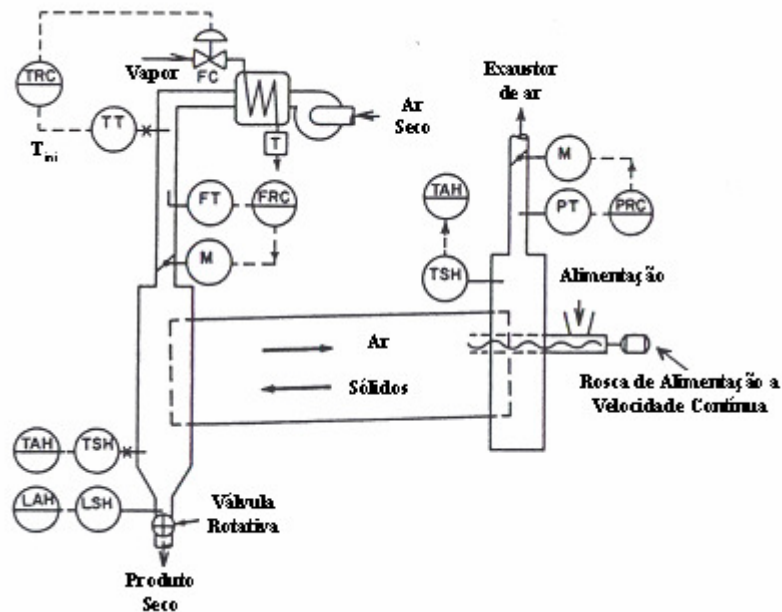 TRC
Vapor
FC
Exaustor
de ar
TT
T ini
Ar
Seco
T
M
TAH
FT
FRC
PT
PRC
M
TSH
Alimentação
Ar
Sólidos
Rosca de Alimentação a
Velocidade Contínua
TAH
TSH
LAH
LSH
Válvula
Rotativa
Produto
Seco